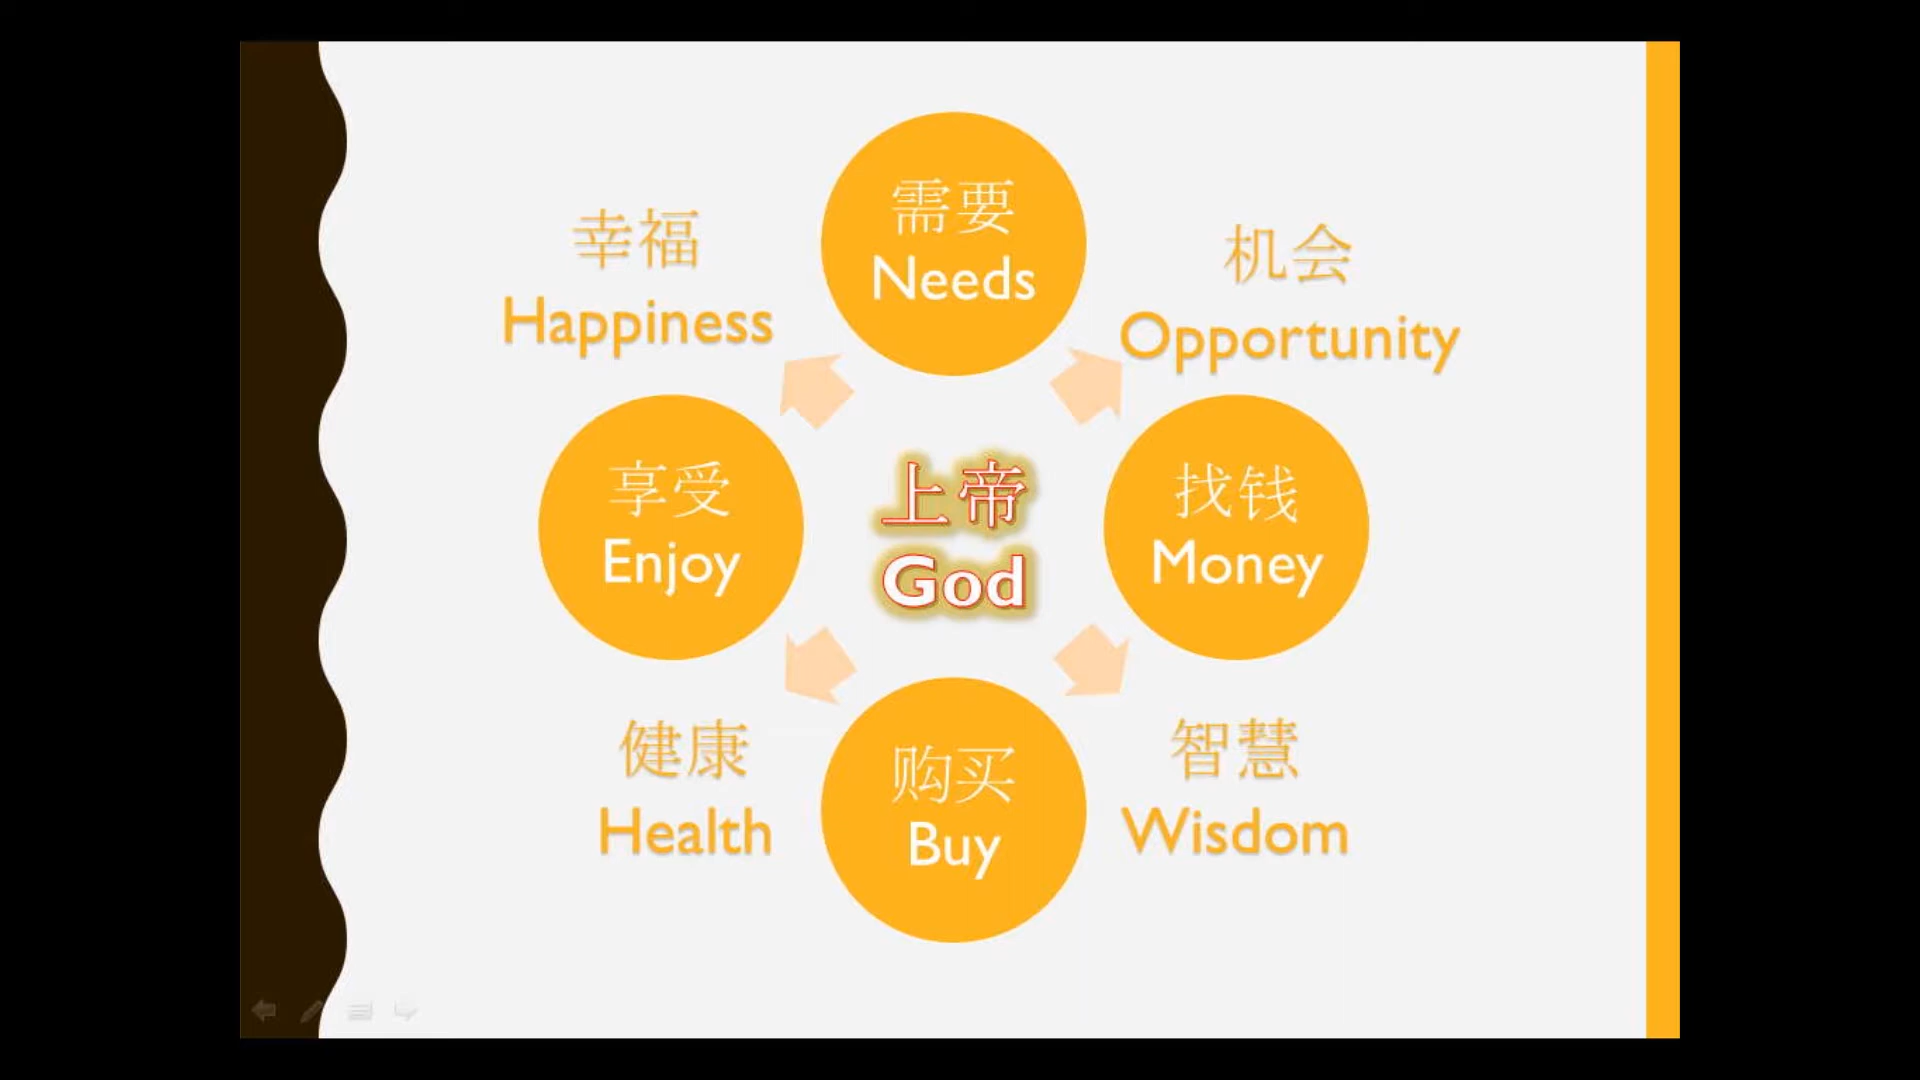 需要
Needs
幸福
Happiness
机会
Opportunity
享受
Enjoy
上帝
God
找钱
Money
健康
Health
购买
Buy
智慧
Wisdom